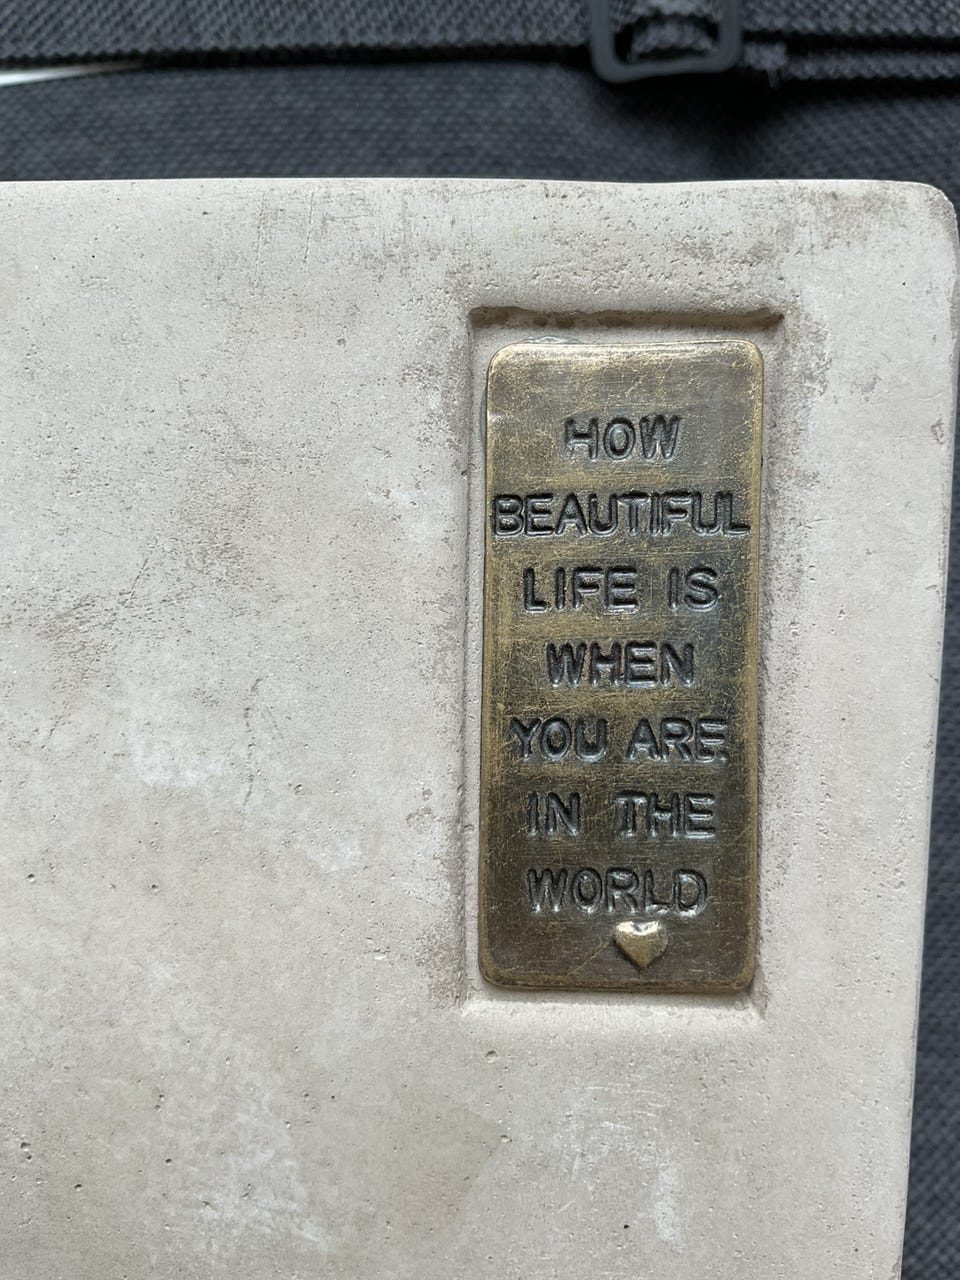 HOW
BEAUTIFUL
LIFE IS
WHEN
YOU ARE
IN THE
WORLD